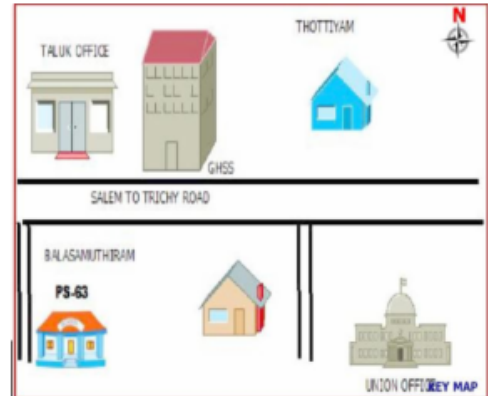 N
THOTTIYAM
TALUK OFFICE
GHSS
SALEM TO TRICHY ROAD
BALASAMUTHIRAM
PS-63
UNION OFFICE
KEY MAP